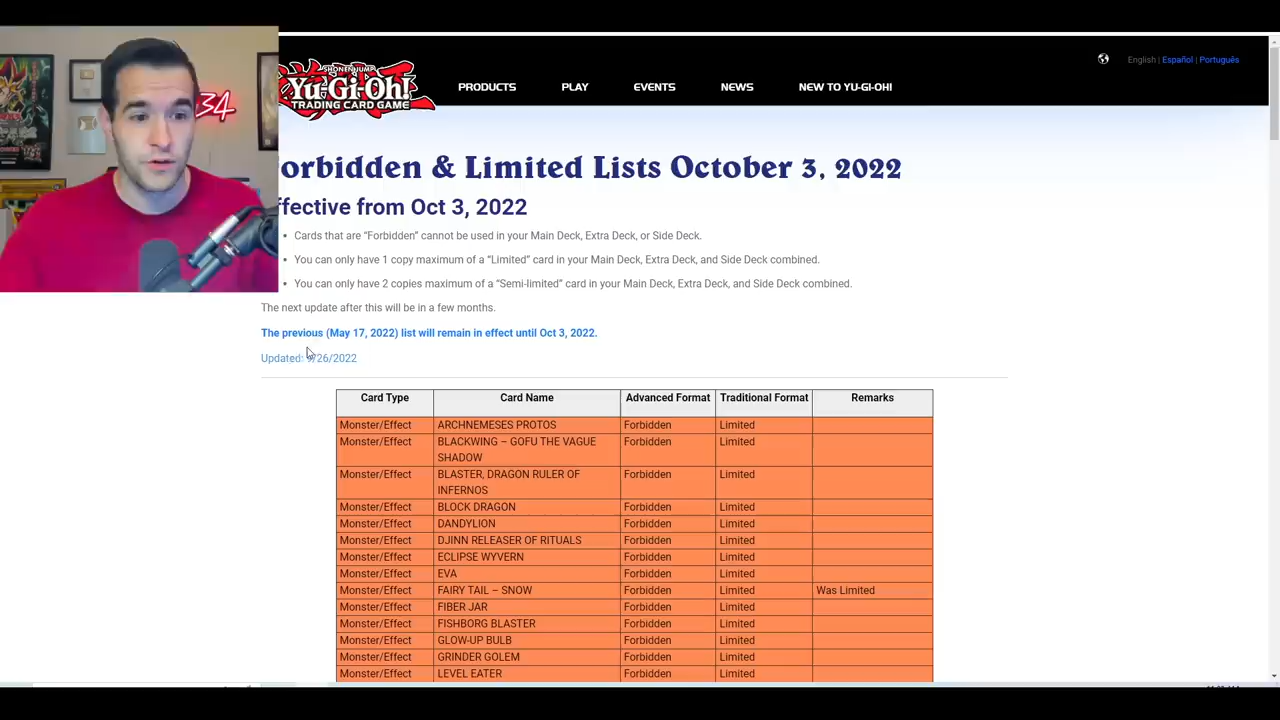 SHONEN JUMP
Yu-Gi-Oh!
TRADING CARD GAME
PRODUCTS
PLAY
EVENTS
NEWS
NEW TO YU-GI-OH!
English | Español | Português
34
orbidden & Limited Lists October 3, 2022
ffective from Oct 3, 2022
• Cards that are “Forbidden” cannot be used in your Main Deck, Extra Deck, or Side Deck.
• You can only have 1 copy maximum of a “Limited” card in your Main Deck, Extra Deck, and Side Deck combined.
• You can only have 2 copies maximum of a “Semi-limited” card in your Main Deck, Extra Deck, and Side Deck combined.
The next update after this will be in a few months.
The previous (May 17, 2022) list will remain in effect until Oct 3, 2022.
Updated: 9/26/2022
Card Type Card Name Advanced Format Traditional Format Remarks
Monster/Effect ARCHNEMESES PROTOS Forbidden Limited
Monster/Effect BLACKWING – GOFU THE VAGUE Forbidden Limited
SHADOW
Monster/Effect BLASTER, DRAGON RULER OF Forbidden Limited
INFERNOS
Monster/Effect BLOCK DRAGON Forbidden Limited
Monster/Effect DANDYLION Forbidden Limited
Monster/Effect DJINN RELEASER OF RITUALS Forbidden Limited
Monster/Effect ECLIPSE WYVERN Forbidden Limited
Monster/Effect EVA Forbidden Limited
Monster/Effect FAIRY TAIL – SNOW Forbidden Limited Was Limited
Monster/Effect FIBER JAR Forbidden Limited
Monster/Effect FISHBORG BLASTER Forbidden Limited
Monster/Effect GLOW-UP BULB Forbidden Limited
Monster/Effect GRINDER GOLEM Forbidden Limited
Monster/Effect LEVEL EATER Forbidden Limited